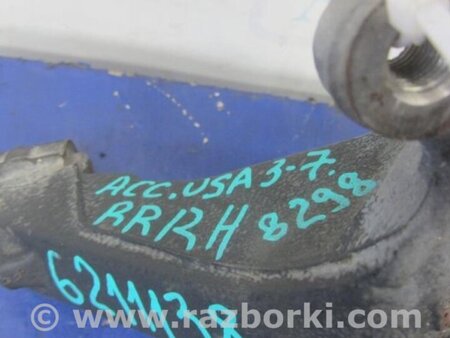 ACC. USA 3-7.
RRRH 8298
www.razborki.com